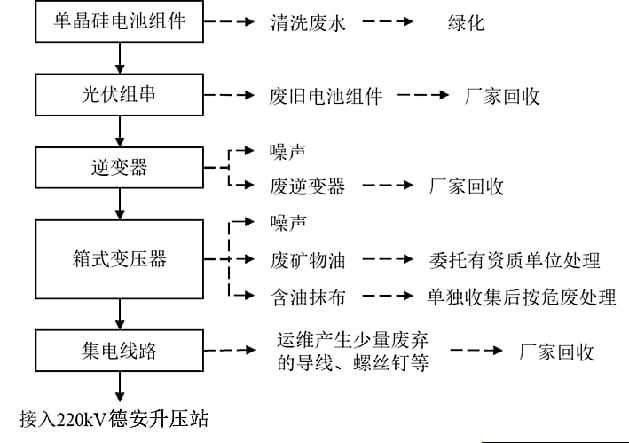 单晶硅电池组件 清洗废水 绿化
光伏组串 废旧电池组件 厂家回收
噪声
逆变器
废逆变器 厂家回收
噪声
箱式变压器 废矿物油 委托有资质单位处理
含油抹布 单独收集后按危废处理
集电线路 运维产生少量废弃
的导线、螺丝钉等 厂家回收
接入220kV德安升压站